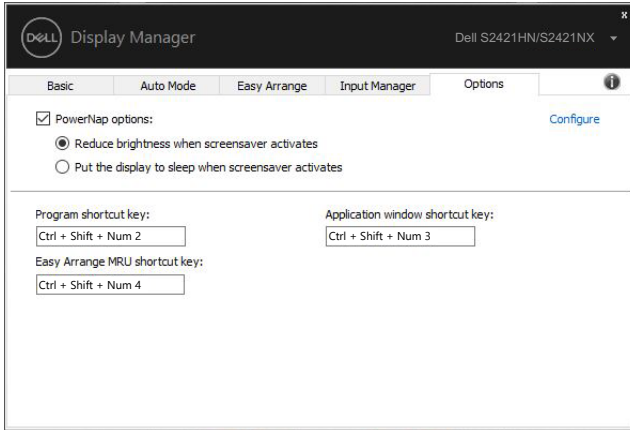 x
DELL Display Manager
Dell S2421HN/S2421NX
Basic Auto Mode Easy Arrange Input Manager Options
PowerNap options:
Configure
Reduce brightness when screensaver activates
Put the display to sleep when screensaver activates
Program shortcut key:
Application window shortcut key:
Ctrl + Shift + Num 2
Ctrl + Shift + Num 3
Easy Arrange MRU shortcut key:
Ctrl + Shift + Num 4